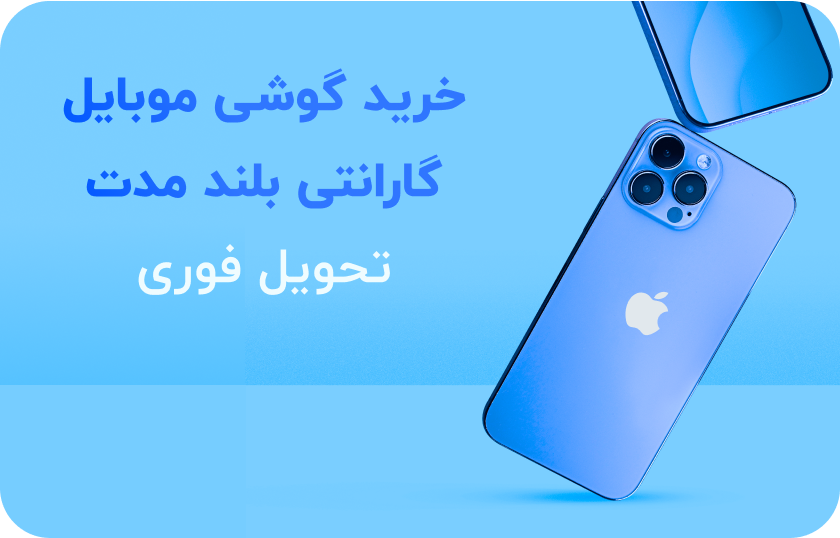 خرید گوشی موبایل
گارانتی بلند مدت
تحویل فوری